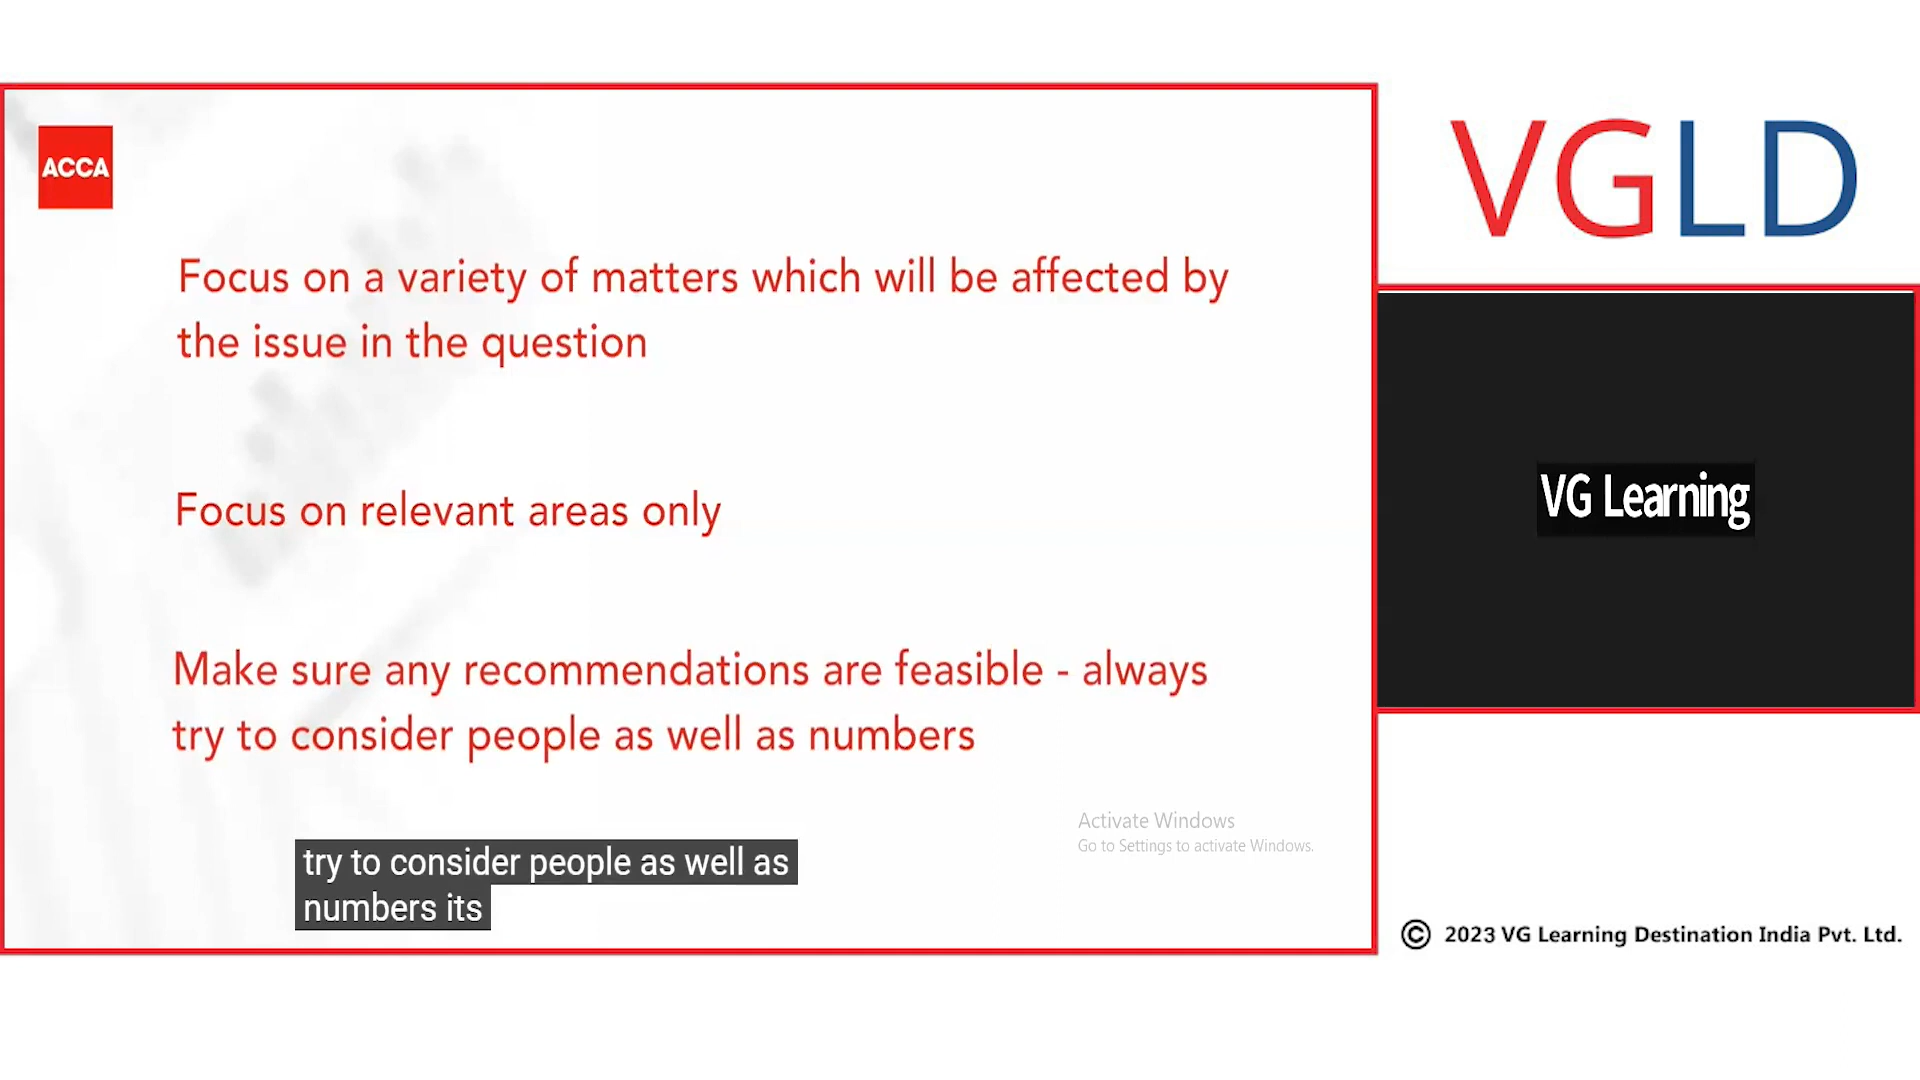 ACCA
Focus on a variety of matters which will be affected by
the issue in the question
Focus on relevant areas only
Make sure any recommendations are feasible - always
try to consider people as well as numbers
Activate Windows
Go to Settings to activate Windows.
try to consider people as well as
numbers its
VGLD
VG Learning
© 2023 VG Learning Destination India Pvt. Ltd.